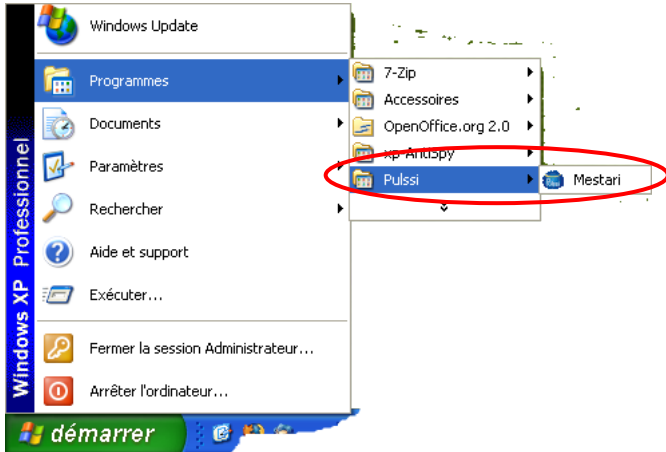 Windows Update
Programmes
Documents
Paramètres
Rechercher
Aide et support
Exécuter...
Fermer la session Administrateur...
Arrêter l'ordinateur...
Windows XP Professionnel
démarrer
7-Zip
Accessoires
OpenOffice.org 2.0
xp-AntiSpy
Pulssi
Mestari